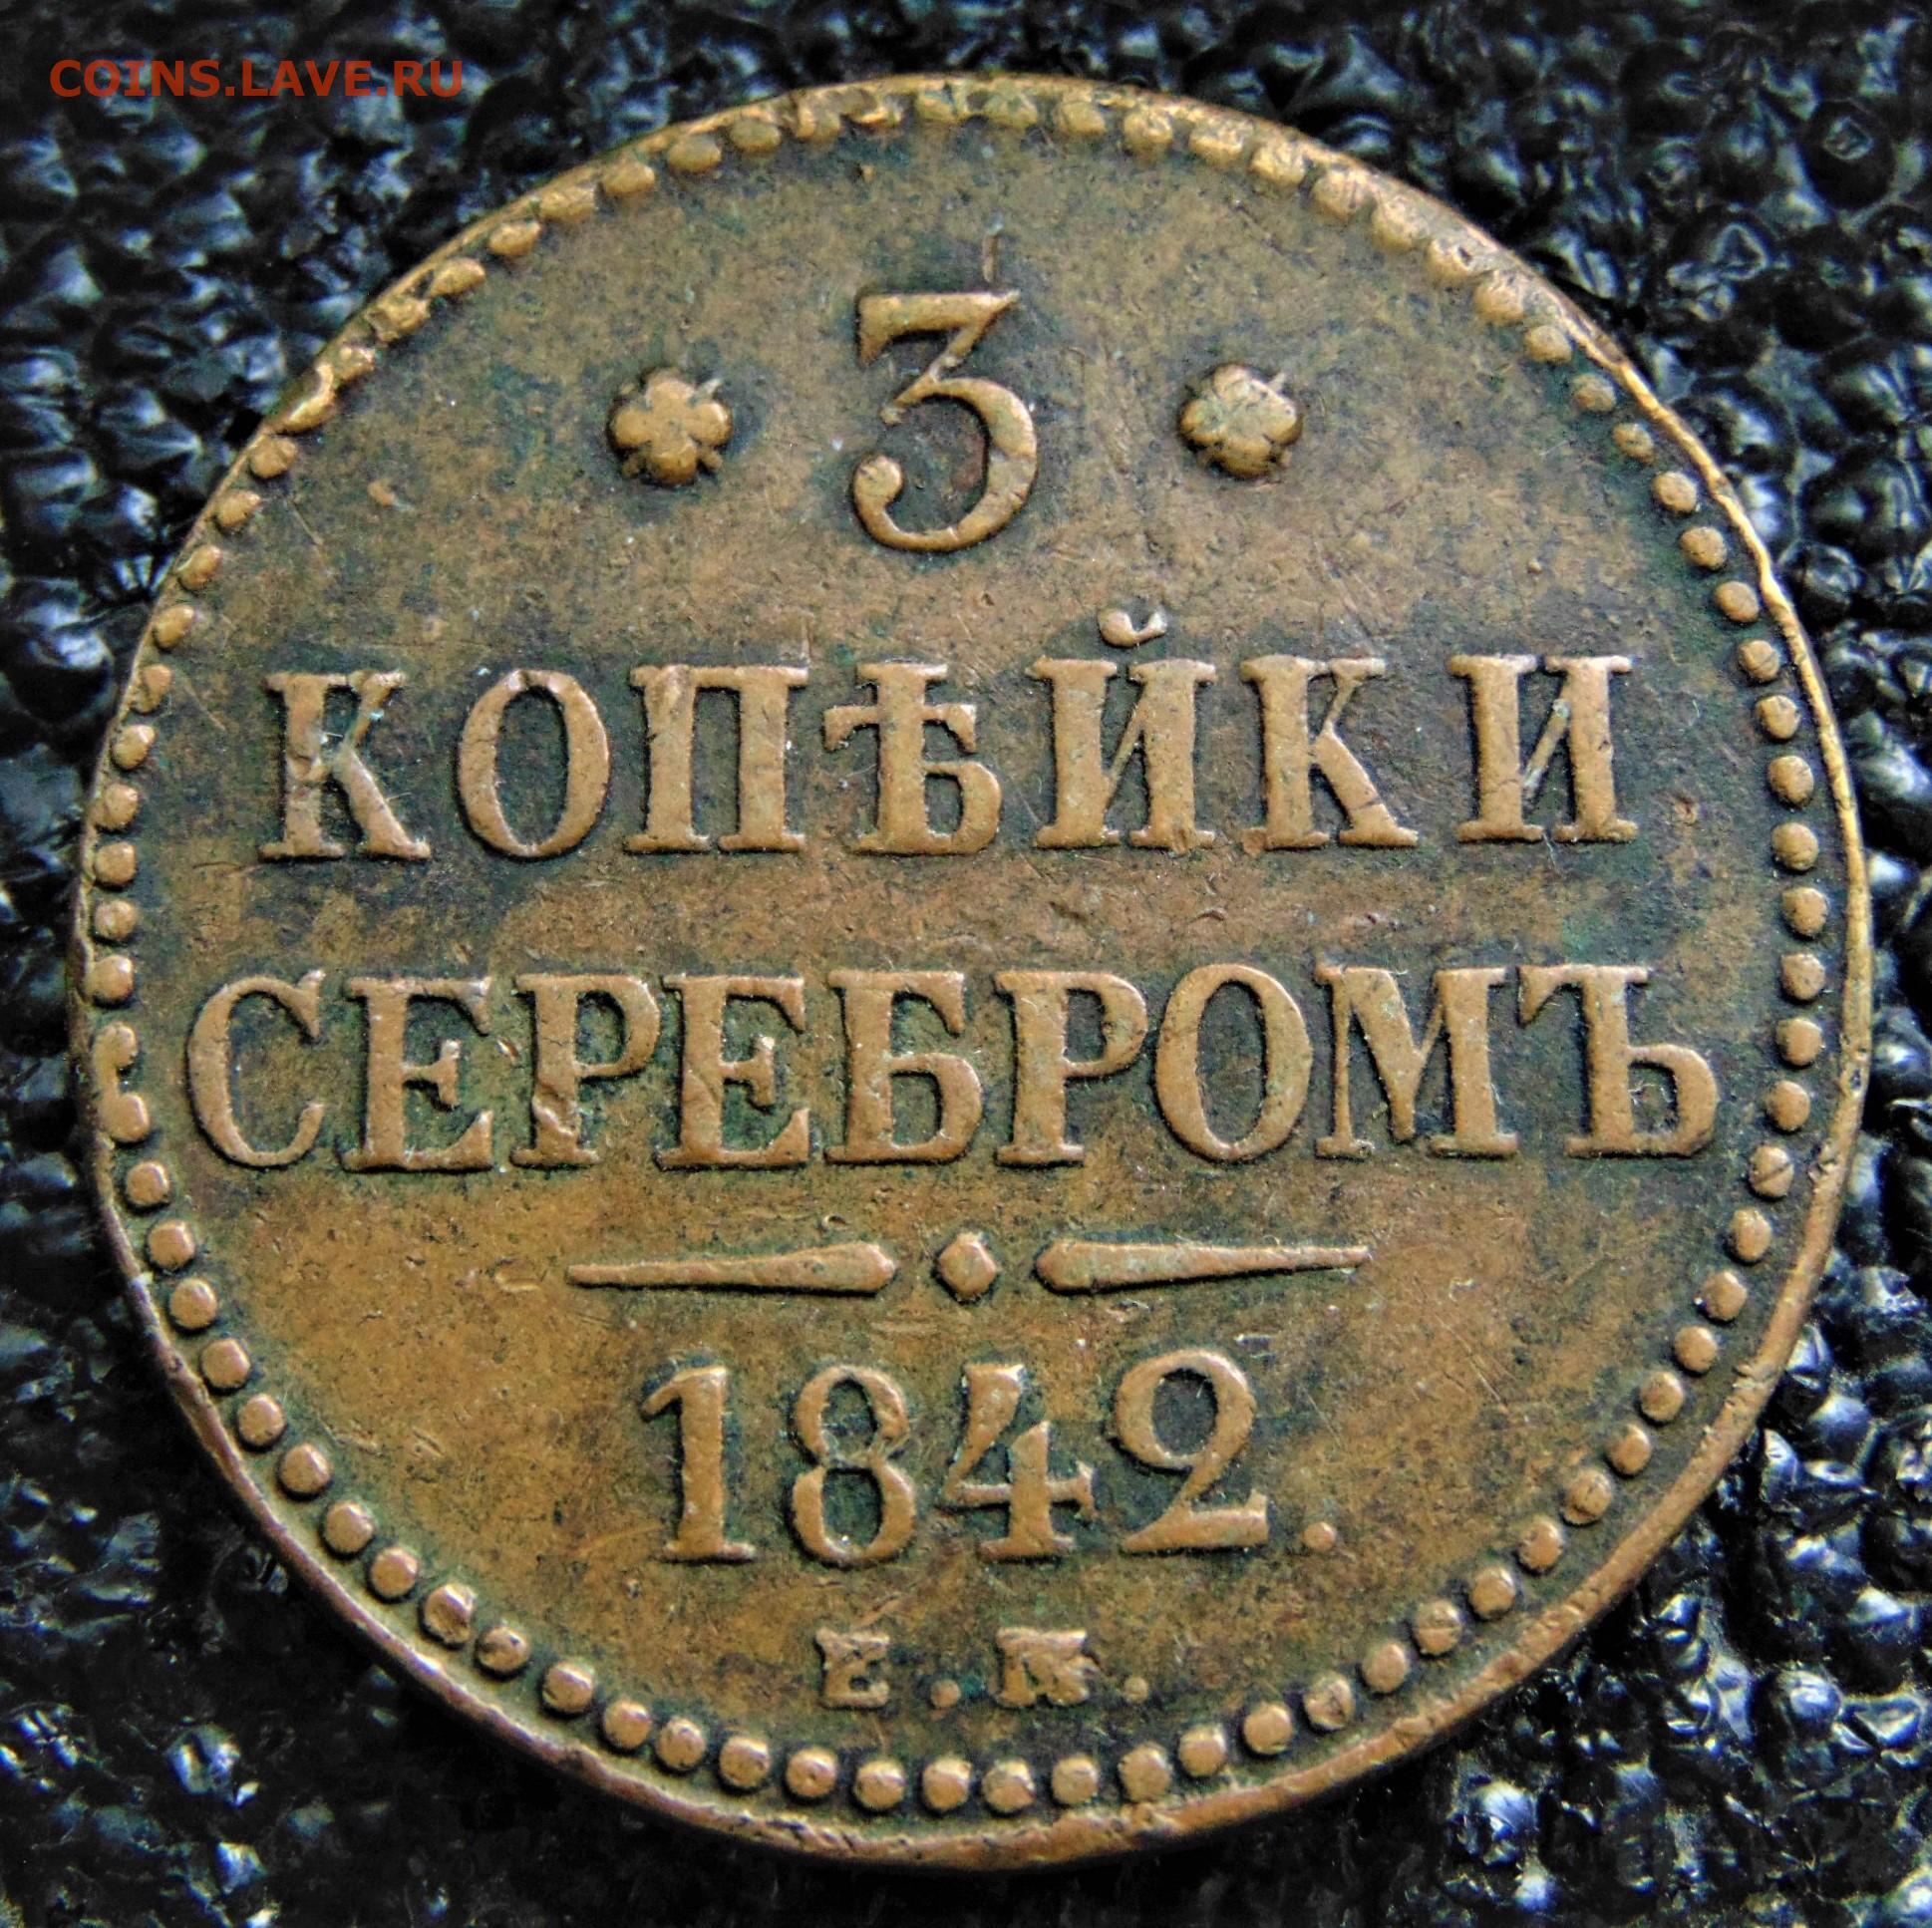 COINS.LAVE.RU
3
КОПѢЙКИ
СЕРЕБРОМЪ
1842.
Е. М.